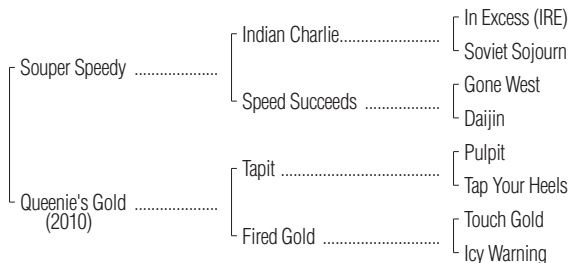 In Excess (IRE)
Indian Charlie........................
Soviet Sojourn
Souper Speedy ....................
Gone West
Speed Succeeds ..................
Daijin
Pulpit
Tapit ......................................
Tap Your Heels
Queenie's Gold ....................
(2010)
Touch Gold
Fired Gold ............................
Icy Warning